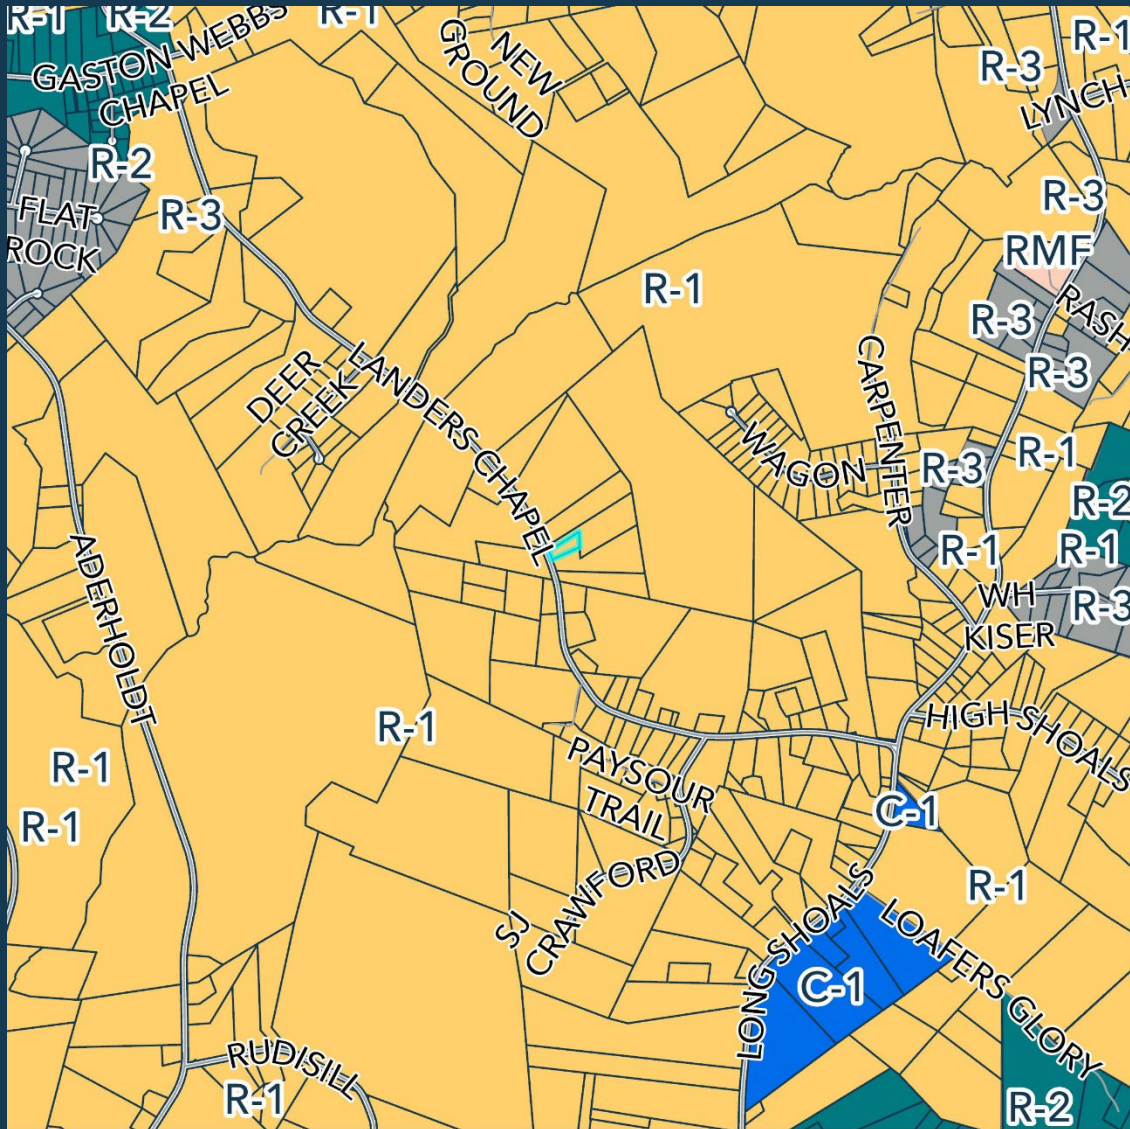 R-1
R-2
R-1
GASTON WEBBS
CHAPEL
NEW
GROUND
R-1
R-3
LYNCH
R-2
R-3
FLAT
ROCK
R-3
RMF
R-1
RASH
R-3
R-3
CARPENTER
DEER
CREEK
LANDERS CHAPEL
WAGON
R-3
R-1
R-2
R-1
R-1
ADERHOLDT
WH
KISER
R-3
R-1
HIGH SHOALS
R-1
R-1
PAYSOUR
TRAIL
C-1
R-1
SJ
CRAWFORD
LONG SHOALS
LOAFERS GLORY
C-1
RUDISILL
R-1
R-2